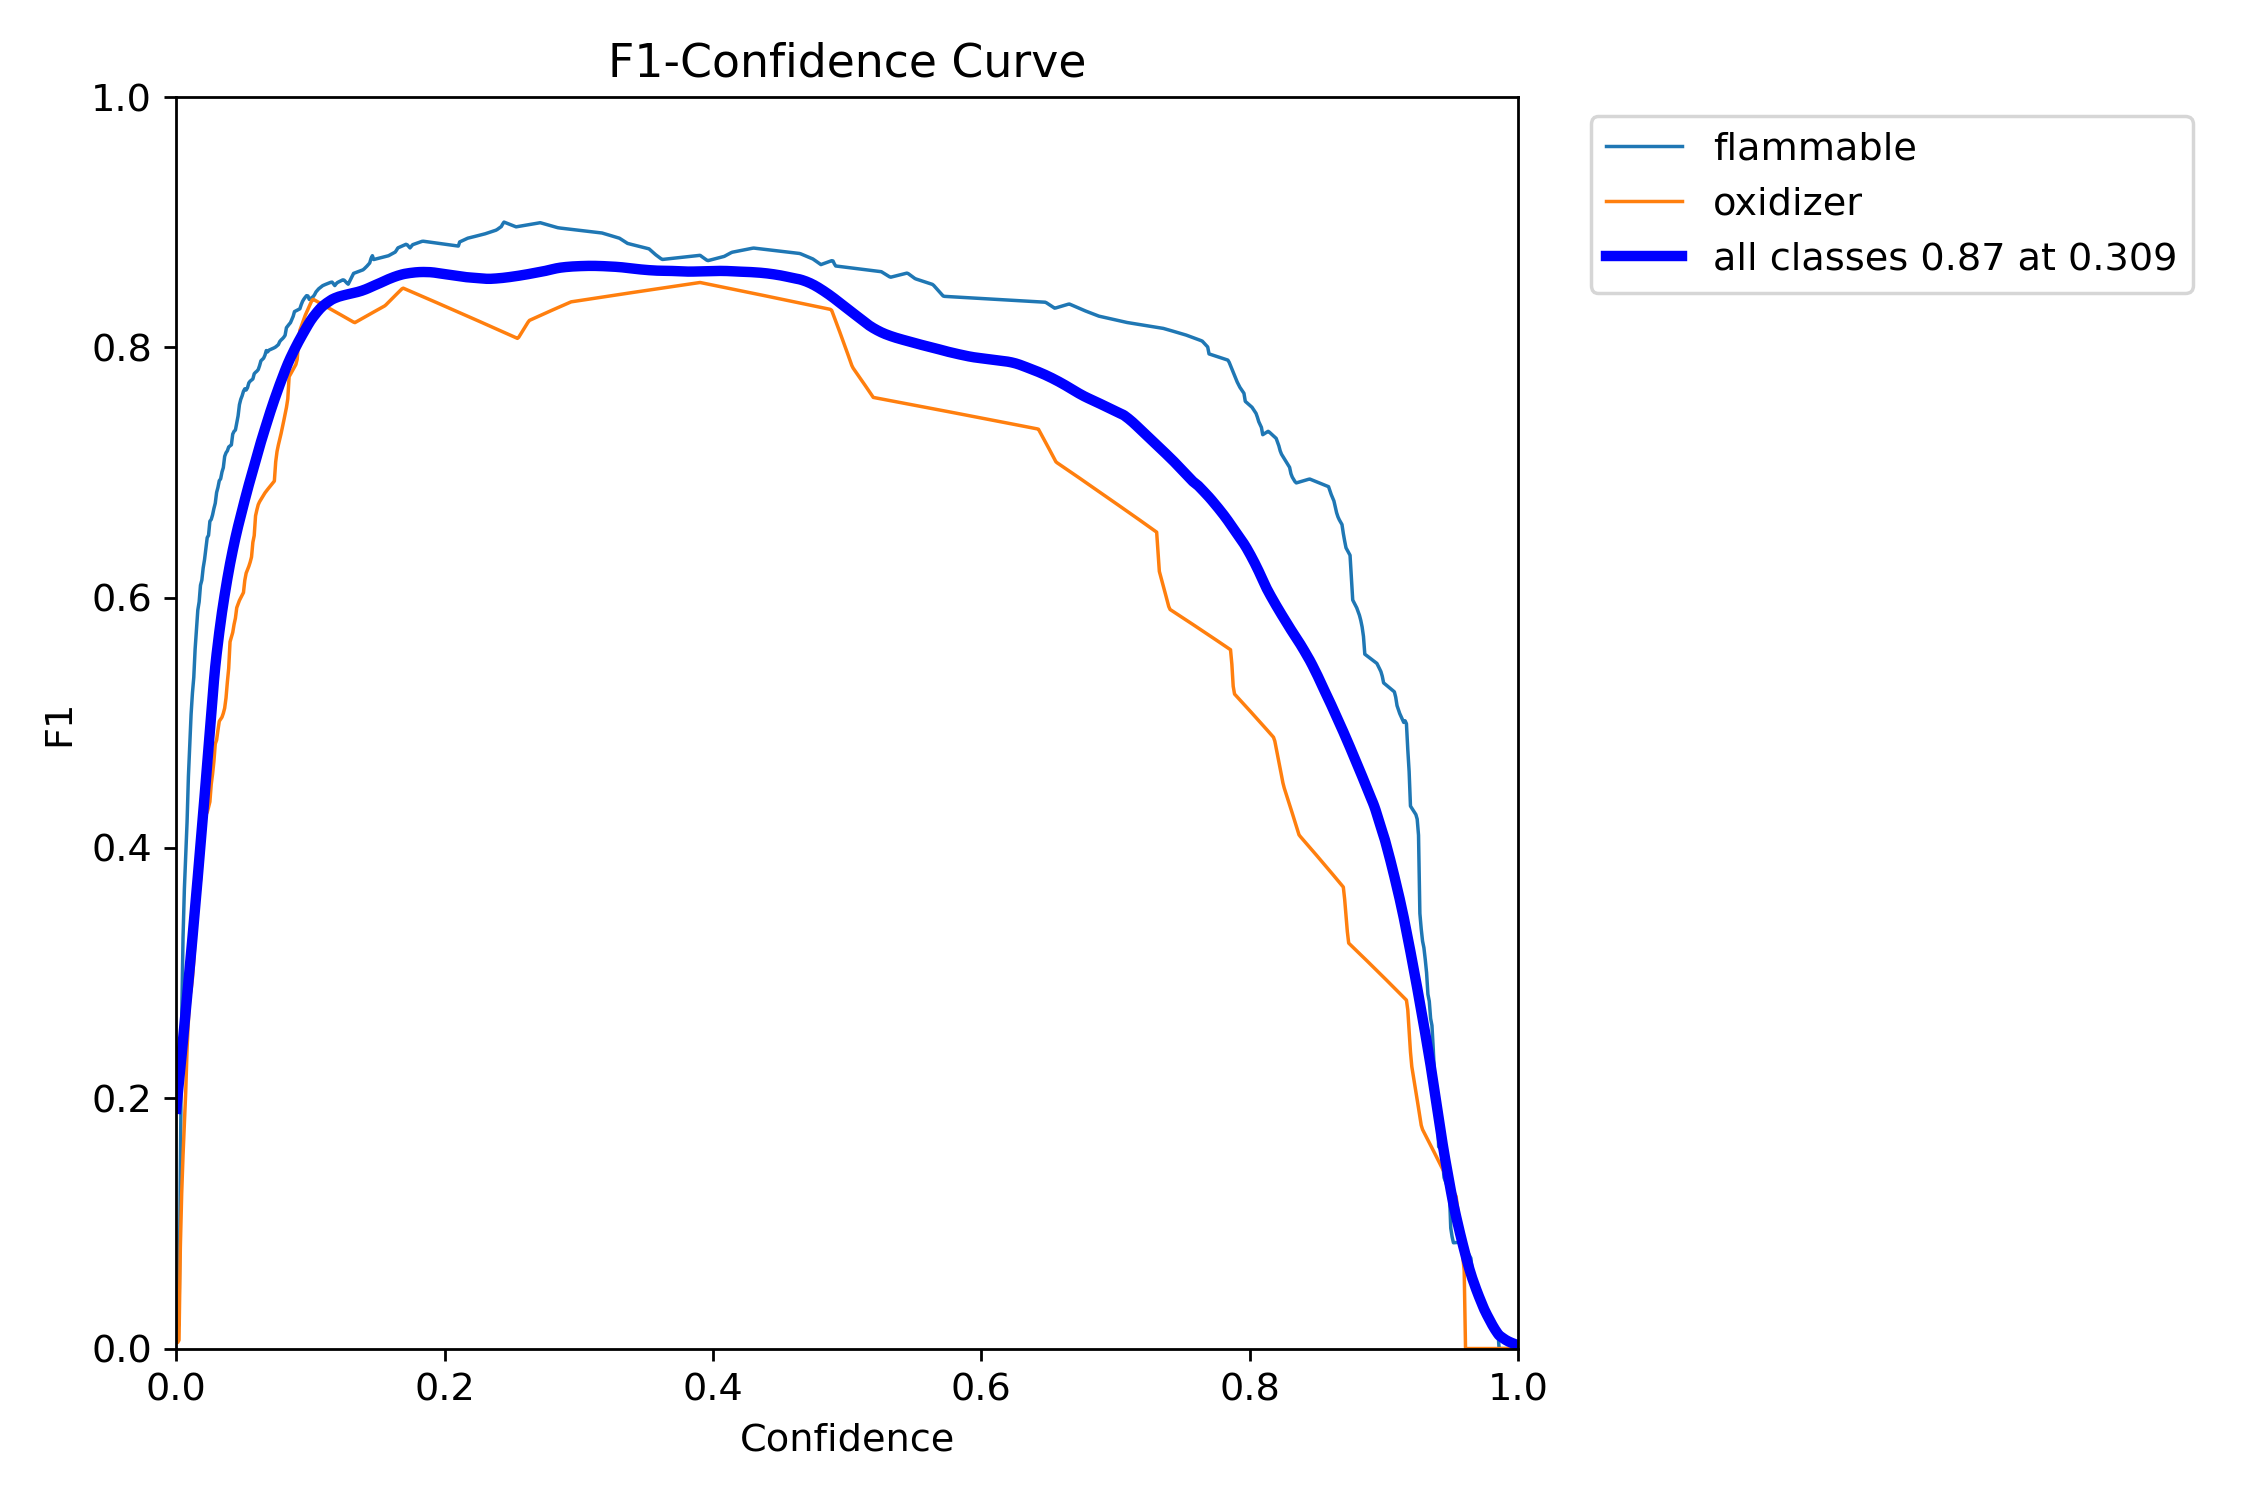 F1-Confidence Curve
1.0
0.8
0.6
0.4
0.2
0.0
F1
0.0 0.2 0.4 0.6 0.8 1.0
Confidence
flammable
oxidizer
all classes 0.87 at 0.309